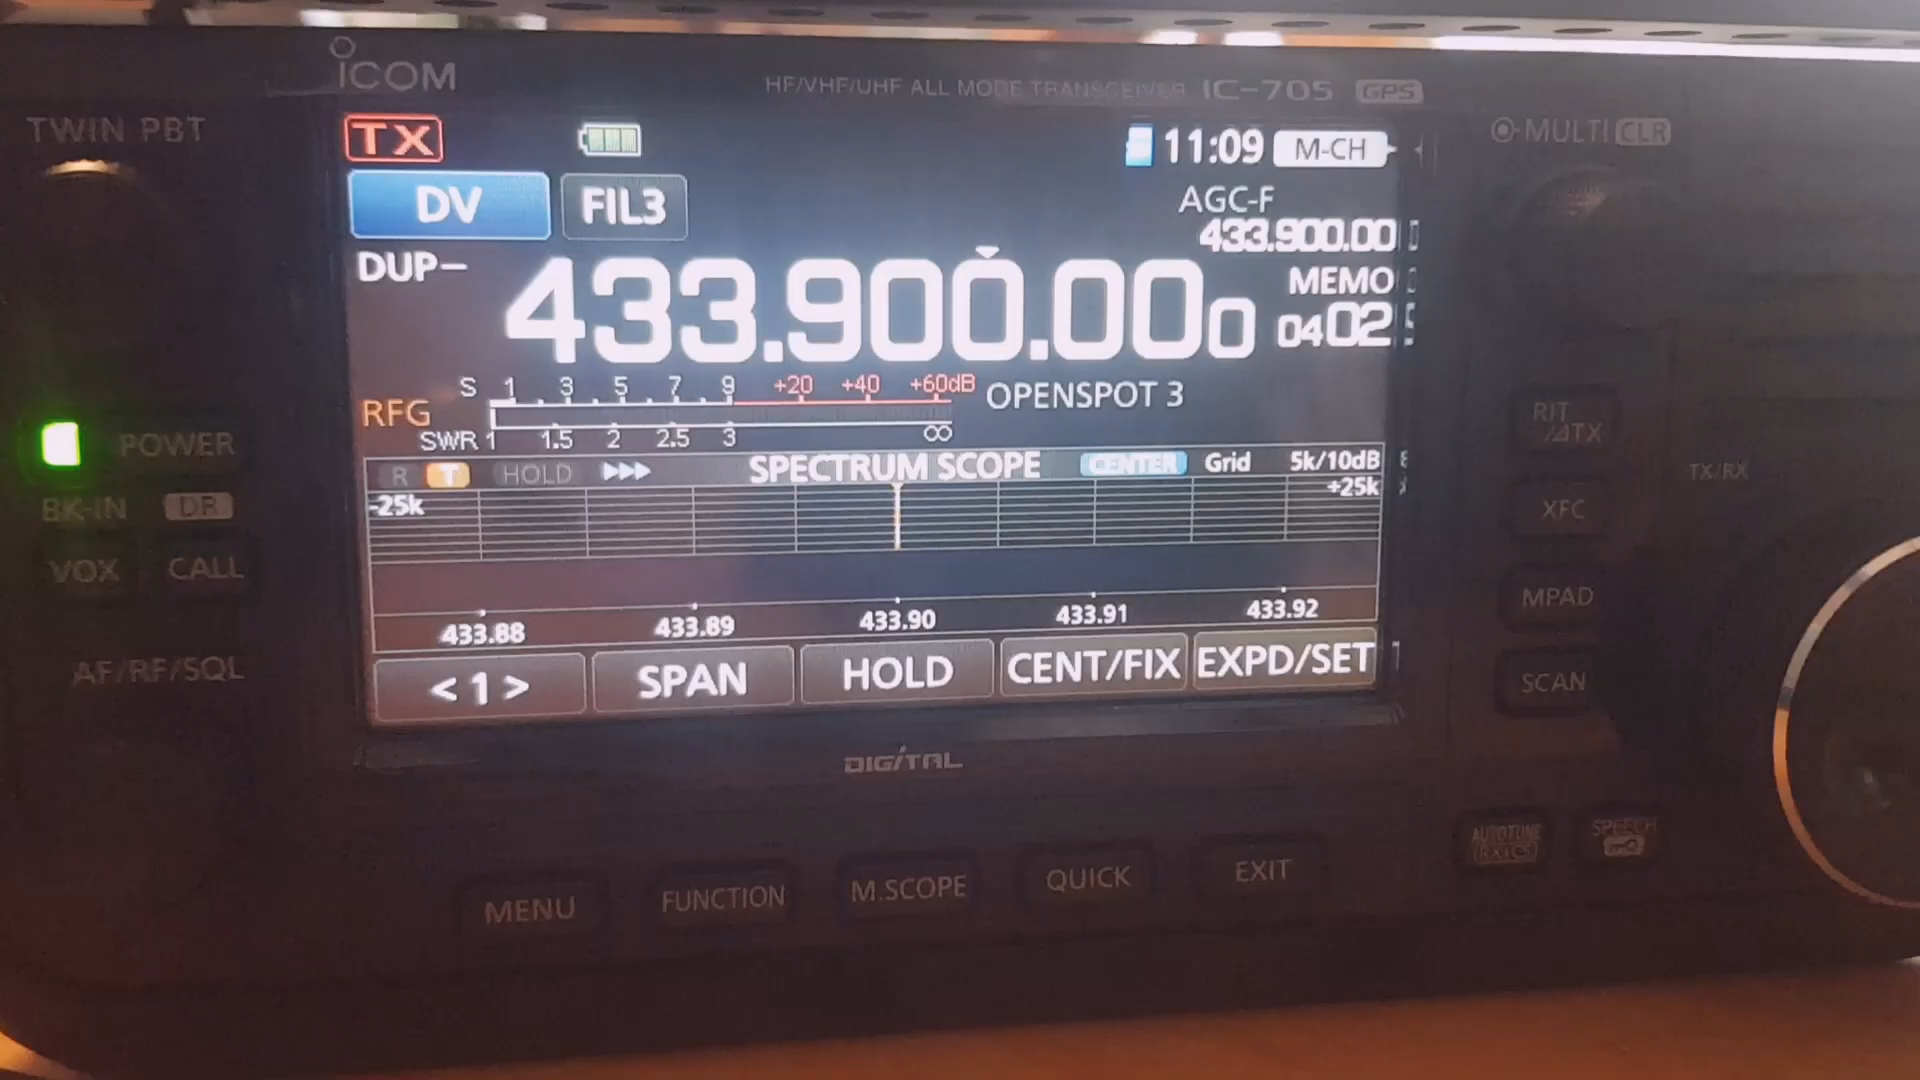 ICOM
HF/VHF/UHF ALL MODE TRANSCEIVER IC-705 GPS
TWIN PBT
MULTI CLR
TX
11:09 M-CH
DV FIL3
AGC-F
433.900.00
DUP-
433.900.000
MEMO
0402
S 1 3 5 7 9 +20 +40 +60dB
OPENSPOT 3
RFG
SWR 1 1.5 2 2.5 3 ∞
R T HOLD SPECTRUM SCOPE CENTER Grid 5k/10dB
-25k +25k
433.88 433.89 433.90 433.91 433.92
< 1 > SPAN HOLD CENT/FIX EXPD/SET
POWER
BK-IN DR
VOX CALL
AF/RF/SQL
RIT
/⊿TX
TX/RX
XFC
MPAD
SCAN
DIGITAL
MENU FUNCTION M.SCOPE QUICK EXIT
AUTOTUNE
RX⁠CS
SPEECH